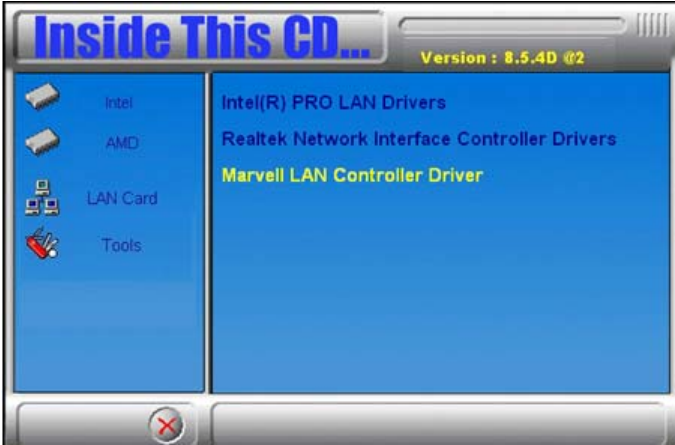 Inside This CD...
Version : 8.5.4D @2
Intel
AMD
LAN Card
Tools
Intel(R) PRO LAN Drivers
Realtek Network Interface Controller Drivers
Marvell LAN Controller Driver